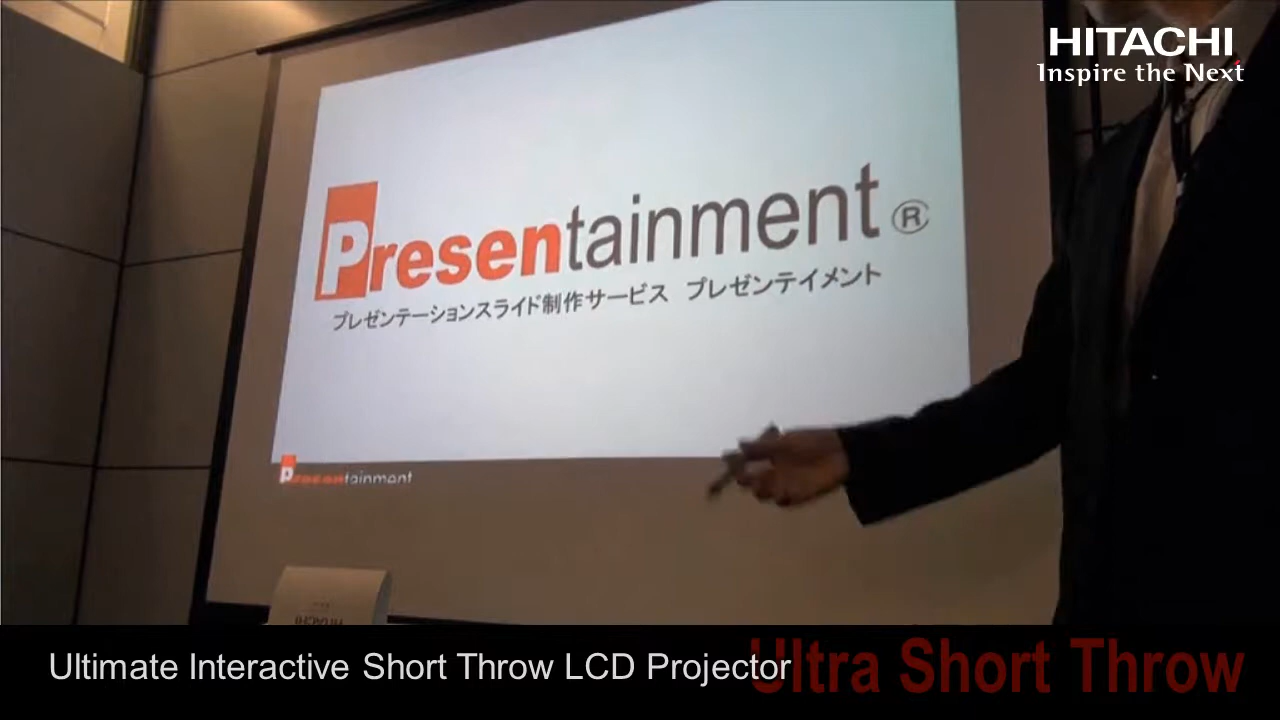 HITACHI
Inspire the Next
Presentainment®
プレゼンテーションスライド制作サービス プレゼンテイメント
Presentainment
HITACHI
Ultimate Interactive Short Throw LCD Projector
Ultra Short Throw